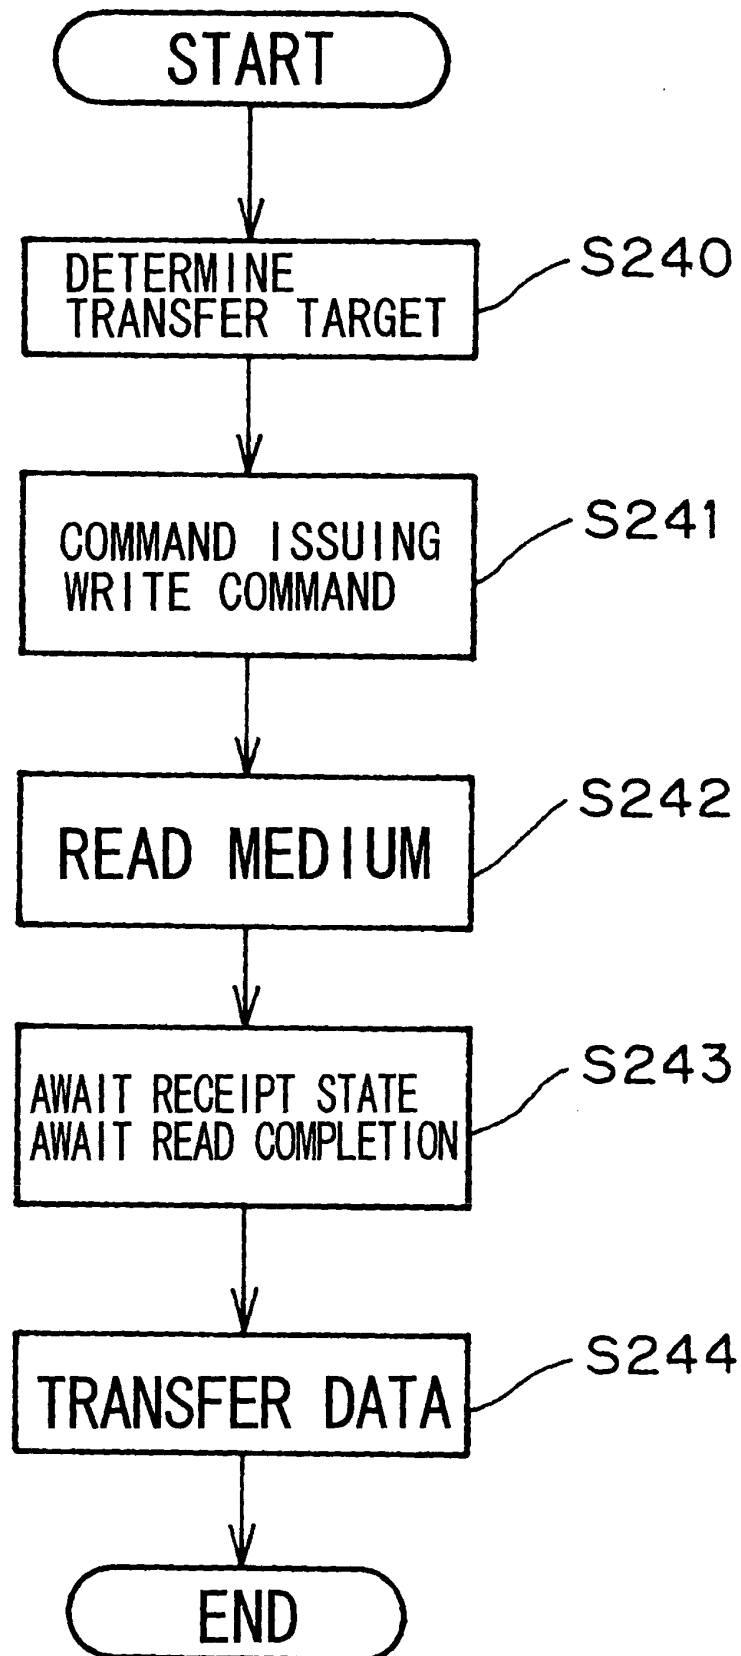 START
DETERMINE
TRANSFER TARGET
S240
COMMAND ISSUING
WRITE COMMAND
S241
READ MEDIUM
S242
AWAIT RECEIPT STATE
AWAIT READ COMPLETION
S243
TRANSFER DATA
S244
END